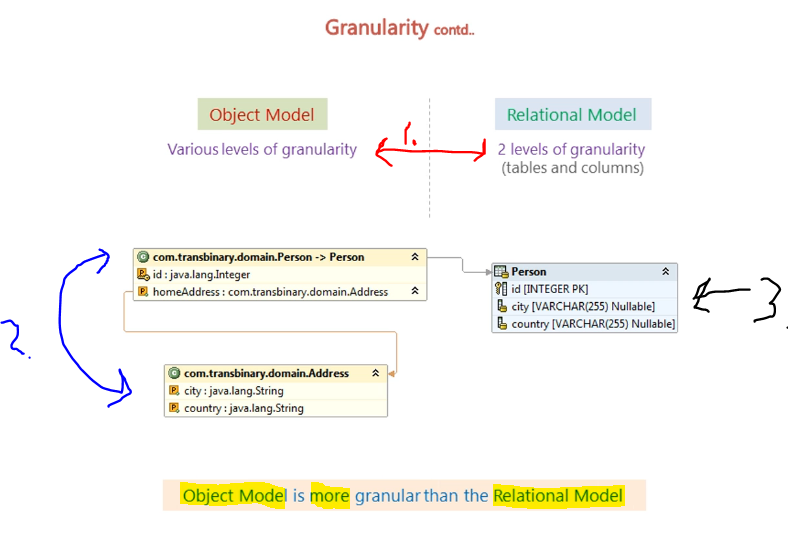 Granularity contd..
Object Model
Relational Model
1.
Various levels of granularity
2 levels of granularity
(tables and columns)
com.transbinary.domain.Person -> Person
id : java.lang.Integer
homeAddress : com.transbinary.domain.Address
Person
id [INTEGER PK]
city [VARCHAR(255) Nullable]
country [VARCHAR(255) Nullable]
3.
2.
com.transbinary.domain.Address
city : java.lang.String
country : java.lang.String
Object Model is more granular than the Relational Model